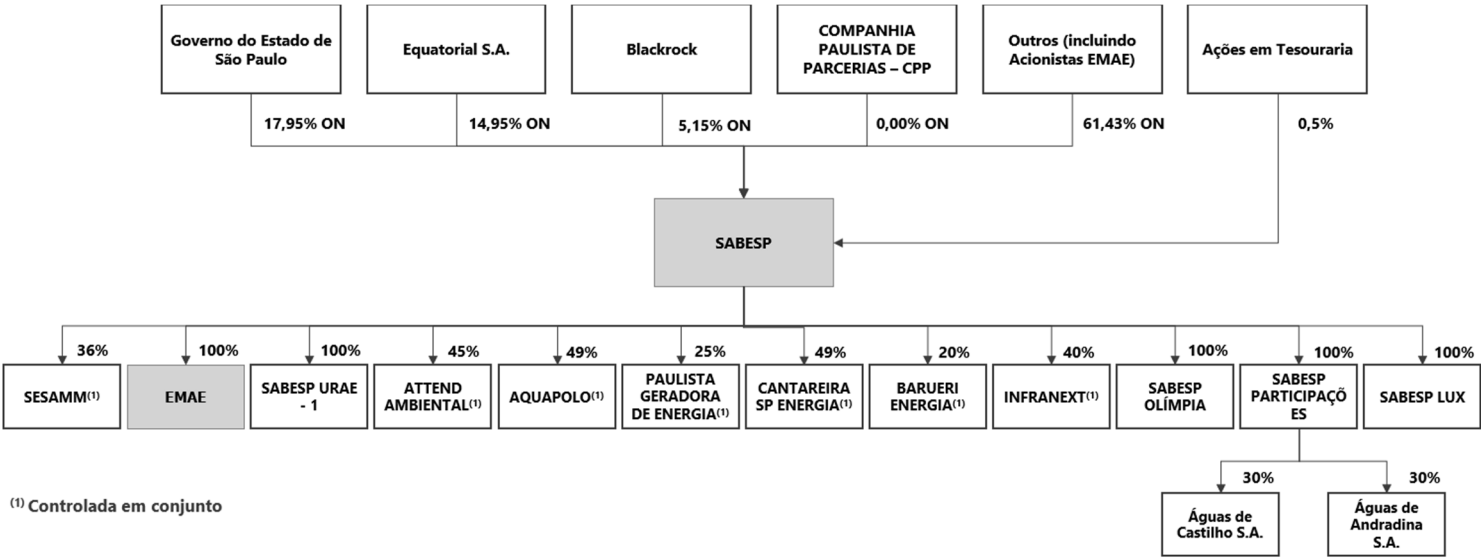 Governo do Estado de
São Paulo
Equatorial S.A.
Blackrock
COMPANHIA
PAULISTA DE
PARCERIAS – CPP
Outros (incluindo
Acionistas EMAE)
Ações em Tesouraria
17,95% ON
14,95% ON
5,15% ON
0,00% ON
61,43% ON
0,5%
SABESP
36%
100%
100%
45%
49%
25%
49%
20%
40%
100%
100%
100%
SESAMM(1)
EMAE
SABESP URAE
- 1
ATTEND
AMBIENTAL(1)
AQUAPOLO(1)
PAULISTA
GERADORA
DE ENERGIA(1)
CANTAREIRA
SP ENERGIA(1)
BARUERI
ENERGIA(1)
INFRANEXT(1)
SABESP
OLÍMPIA
SABESP
PARTICIPAÇÕ
ES
SABESP LUX
30%
30%
Águas de
Castilho S.A.
Águas de
Andradina
S.A.
(1) Controlada em conjunto